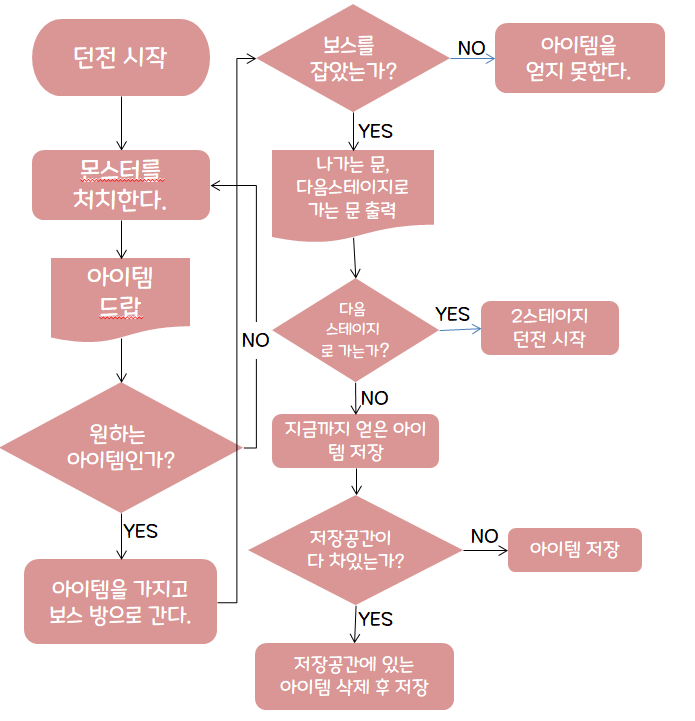 던전 시작
몬스터를
처치한다.
아이템
드랍
원하는
아이템인가?
NO
YES
아이템을 가지고
보스 방으로 간다.
보스를
잡았는가?
NO
아이템을
얻지 못한다.
YES
나가는 문,
다음스테이지로
가는 문 출력
다음
스테이지
로 가는가?
YES
2스테이지
던전 시작
NO
지금까지 얻은 아이
템 저장
저장공간이
다 차있는가?
NO
아이템 저장
YES
저장공간에 있는
아이템 삭제 후 저장